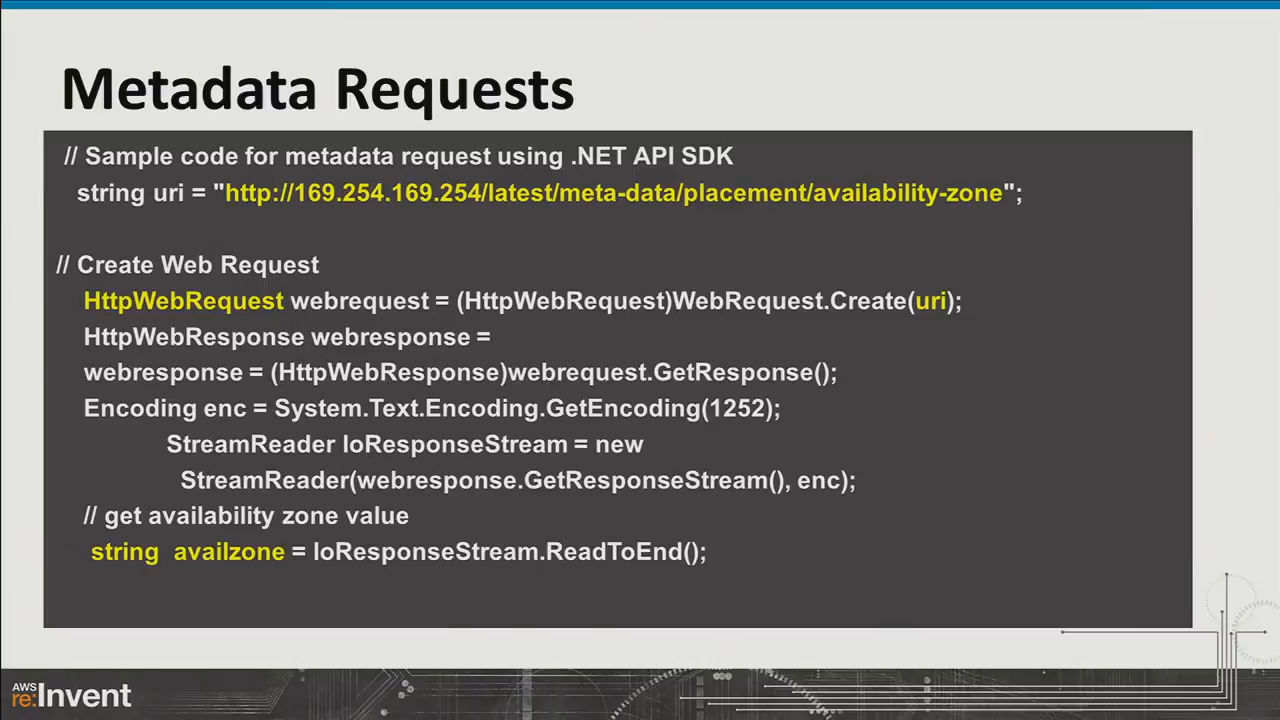 Metadata Requests
// Sample code for metadata request using .NET API SDK
string uri = "http://169.254.169.254/latest/meta-data/placement/availability-zone";
// Create Web Request
HttpWebRequest webrequest = (HttpWebRequest)WebRequest.Create(uri);
HttpWebResponse webresponse =
webresponse = (HttpWebResponse)webrequest.GetResponse();
Encoding enc = System.Text.Encoding.GetEncoding(1252);
StreamReader loResponseStream = new
StreamReader(webresponse.GetResponseStream(), enc);
// get availability zone value
string availzone = loResponseStream.ReadToEnd();
AWS
re:Invent